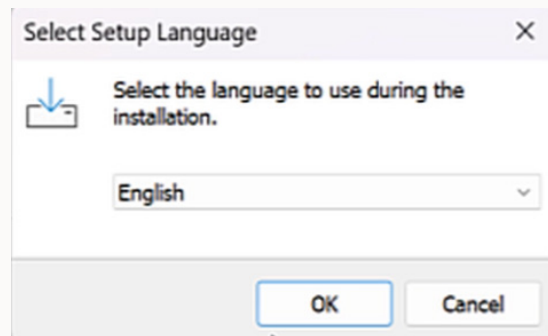 Select Setup Language
Select the language to use during the
installation.
English
OK
Cancel